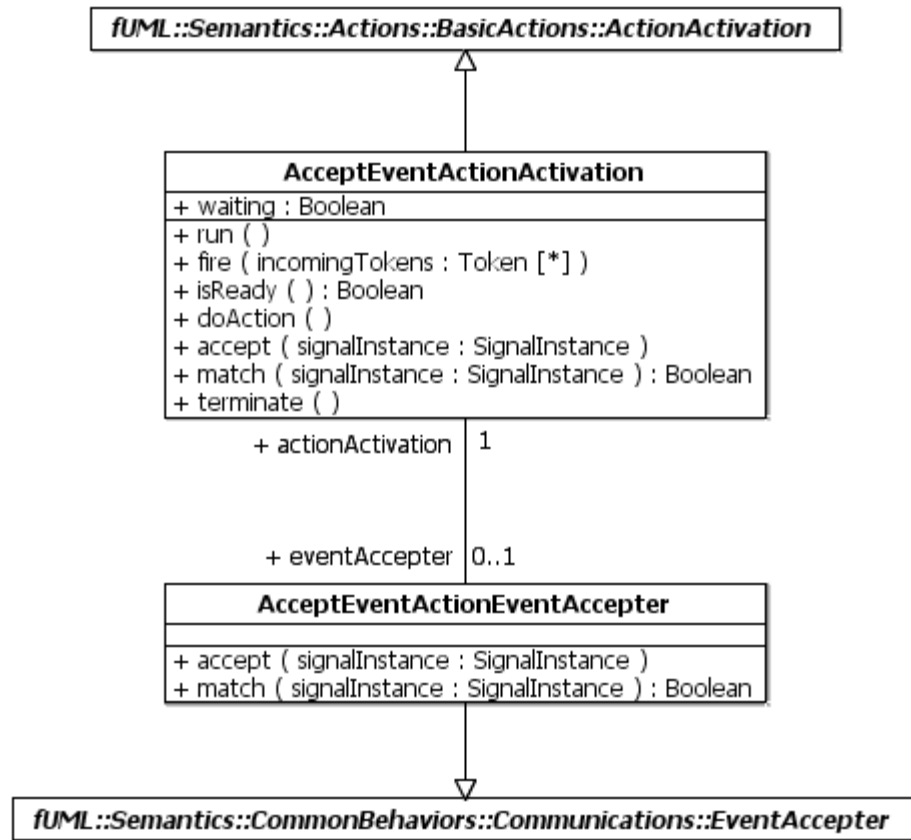 fUML::Semantics::Actions::BasicActions::ActionActivation
AcceptEventActionActivation
+ waiting : Boolean
+ run ( )
+ fire ( incomingTokens : Token [*] )
+ isReady ( ) : Boolean
+ doAction ( )
+ accept ( signalInstance : SignalInstance )
+ match ( signalInstance : SignalInstance ) : Boolean
+ terminate ( )
+ actionActivation 1
+ eventAccepter 0..1
AcceptEventActionEventAccepter
+ accept ( signalInstance : SignalInstance )
+ match ( signalInstance : SignalInstance ) : Boolean
fUML::Semantics::CommonBehaviors::Communications::EventAccepter